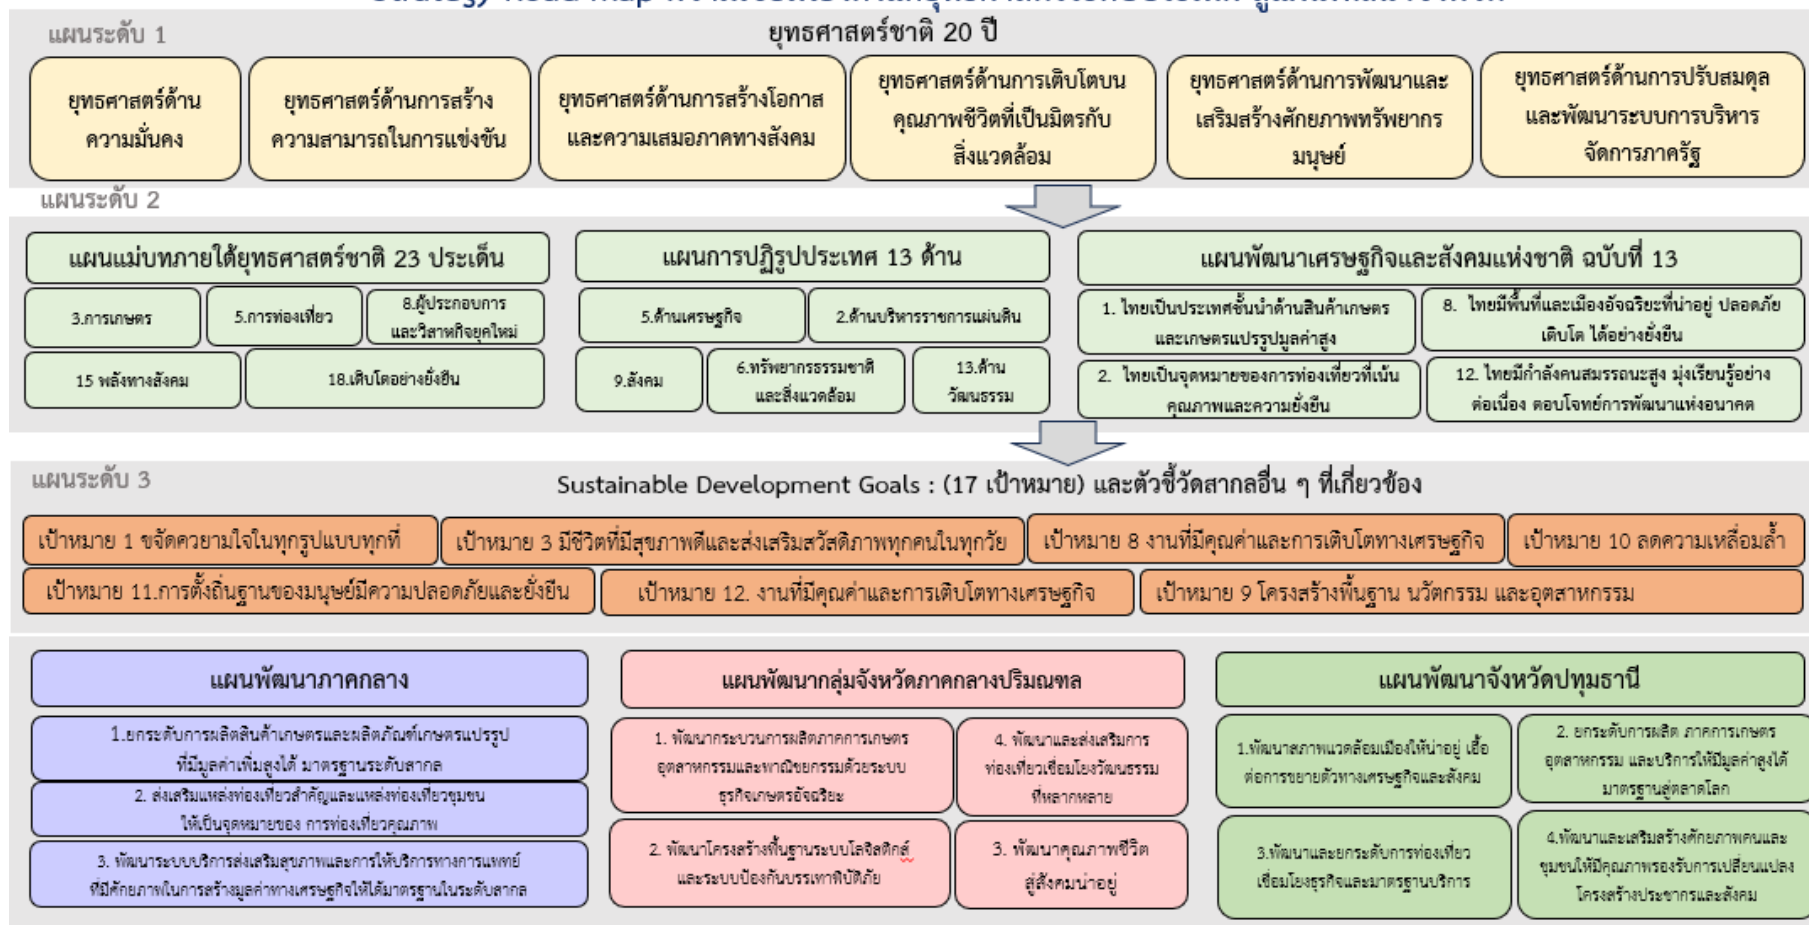 Strategy Road Map
แผนระดับ 1
ยุทธศาสตร์ชาติ 20 ปี
ยุทธศาสตร์ด้าน
ความมั่นคง
ยุทธศาสตร์ด้านการสร้าง
ความสามารถในการแข่งขัน
ยุทธศาสตร์ด้านการสร้างโอกาส
และความเสมอภาคทางสังคม
ยุทธศาสตร์ด้านการเติบโตบน
คุณภาพชีวิตที่เป็นมิตรกับ
สิ่งแวดล้อม
ยุทธศาสตร์ด้านการพัฒนาและ
เสริมสร้างศักยภาพทรัพยากร
มนุษย์
ยุทธศาสตร์ด้านการปรับสมดุล
และพัฒนาระบบการบริหาร
จัดการภาครัฐ
แผนระดับ 2
แผนแม่บทภายใต้ยุทธศาสตร์ชาติ 23 ประเด็น
3.การเกษตร
5.การท่องเที่ยว
8.ผู้ประกอบการ
และวิสาหกิจยุคใหม่
15 พลังทางสังคม
18.เติบโตอย่างยั่งยืน
แผนการปฏิรูปประเทศ 13 ด้าน
5.ด้านเศรษฐกิจ
2.ด้านบริหารราชการแผ่นดิน
9.สังคม
6.ทรัพยากรธรรมชาติ
และสิ่งแวดล้อม
13.ด้าน
วัฒนธรรม
แผนพัฒนาเศรษฐกิจและสังคมแห่งชาติ ฉบับที่ 13
1. ไทยเป็นประเทศชั้นนำด้านสินค้าเกษตร
และเกษตรแปรรูปมูลค่าสูง
8. ไทยมีพื้นที่และเมืองอัจฉริยะที่น่าอยู่ ปลอดภัย
เติบโต ได้อย่างยั่งยืน
2. ไทยเป็นจุดหมายของการท่องเที่ยวที่เน้น
คุณภาพและความยั่งยืน
12. ไทยมีกำลังคนสมรรถนะสูง มุ่งเรียนรู้อย่าง
ต่อเนื่อง ตอบโจทย์การพัฒนาแห่งอนาคต
แผนระดับ 3
Sustainable Development Goals : (17 เป้าหมาย) และตัวชี้วัดสากลอื่น ๆ ที่เกี่ยวข้อง
เป้าหมาย 1 ขจัดควยามใจในทุกรูปแบบทุกที่
เป้าหมาย 3 มีชีวิตที่มีสุขภาพดีและส่งเสริมสวัสดิภาพทุกคนในทุกวัย
เป้าหมาย 8 งานที่มีคุณค่าและการเติบโตทางเศรษฐกิจ
เป้าหมาย 10 ลดความเหลื่อมล้ำ
เป้าหมาย 11.การตั้งถิ่นฐานของมนุษย์มีความปลอดภัยและยั่งยืน
เป้าหมาย 12. งานที่มีคุณค่าและการเติบโตทางเศรษฐกิจ
เป้าหมาย 9 โครงสร้างพื้นฐาน นวัตกรรม และอุตสาหกรรม
แผนพัฒนาภาคกลาง
1.ยกระดับการผลิตสินค้าเกษตรและผลิตภัณฑ์เกษตรแปรรูป
ที่มีมูลค่าเพิ่มสูงได้ มาตรฐานระดับสากล
2. ส่งเสริมแหล่งท่องเที่ยวสำคัญและแหล่งท่องเที่ยวชุมชน
ให้เป็นจุดหมายของ การท่องเที่ยวคุณภาพ
3. พัฒนาระบบบริการส่งเสริมสุขภาพและการให้บริการทางการแพทย์
ที่มีศักยภาพในการสร้างมูลค่าทางเศรษฐกิจให้ได้มาตรฐานในระดับสากล
แผนพัฒนากลุ่มจังหวัดภาคกลางปริมณฑล
1. พัฒนากระบวนการผลิตภาคการเกษตร
อุตสาหกรรมและพาณิชยกรรมด้วยระบบ
ธุรกิจเกษตรอัจฉริยะ
4. พัฒนาและส่งเสริมการ
ท่องเที่ยวเชื่อมโยงวัฒนธรรม
ที่หลากหลาย
2. พัฒนาโครงสร้างพื้นฐานระบบโลจิสติกส์
และระบบป้องกันบรรเทาพิบัติภัย
3. พัฒนาคุณภาพชีวิต
สู่สังคมน่าอยู่
แผนพัฒนาจังหวัดปทุมธานี
1.พัฒนาสภาพแวดล้อมเมืองให้น่าอยู่ เอื้อ
ต่อการขยายตัวทางเศรษฐกิจและสังคม
2. ยกระดับการผลิต ภาคการเกษตร
อุตสาหกรรม และบริการให้มีมูลค่าสูงได้
มาตรฐานสู่ตลาดโลก
3.พัฒนาและยกระดับการท่องเที่ยว
เชื่อมโยงธุรกิจและมาตรฐานบริการ
4.พัฒนาและเสริมสร้างศักยภาพคนและ
ชุมชนให้มีคุณภาพรองรับการเปลี่ยนแปลง
โครงสร้างประชากรและสังคม